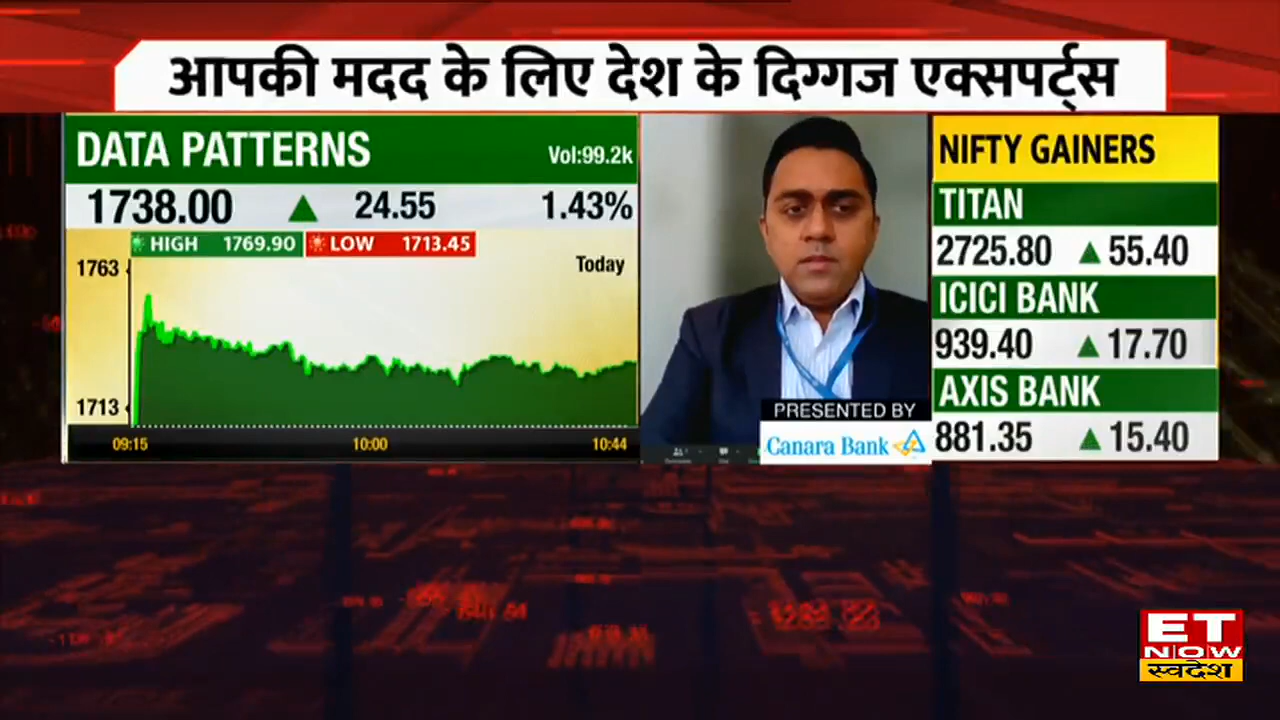 आपकी मदद के लिए देश के दिग्गज एक्सपर्ट्स
DATA PATTERNS Vol:99.2k
1738.00 ▲ 24.55 1.43%
HIGH 1769.90 LOW 1713.45
Today
1763
1713
09:15 10:00 10:44
PRESENTED BY
Canara Bank
NIFTY GAINERS
TITAN
2725.80 ▲ 55.40
ICICI BANK
939.40 ▲ 17.70
AXIS BANK
881.35 ▲ 15.40
ET
NOW
स्वदेश